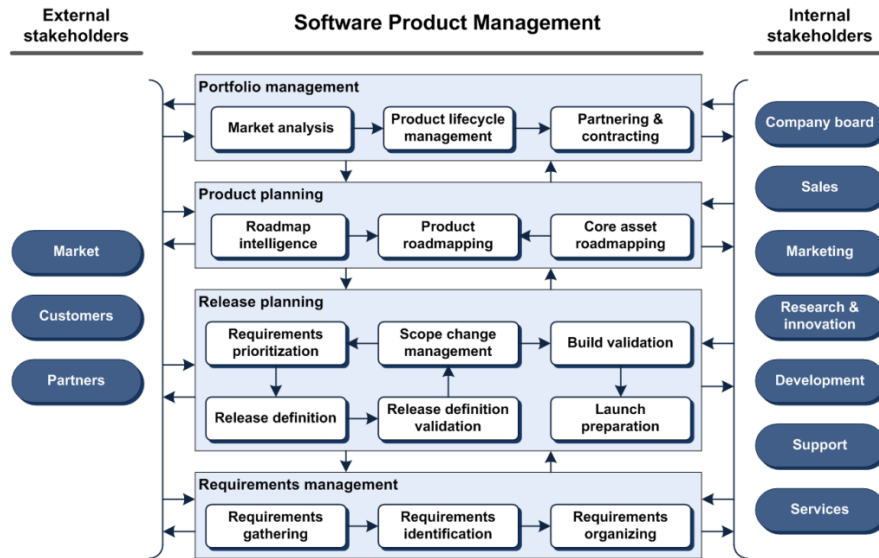 External
stakeholders
Software Product Management
Internal
stakeholders
Portfolio management
Market analysis
Product lifecycle
management
Partnering &
contracting
Product planning
Roadmap
intelligence
Product
roadmapping
Core asset
roadmapping
Release planning
Requirements
prioritization
Scope change
management
Build validation
Release definition
Release definition
validation
Launch
preparation
Requirements management
Requirements
gathering
Requirements
identification
Requirements
organizing
Market
Customers
Partners
Company board
Sales
Marketing
Research &
innovation
Development
Support
Services